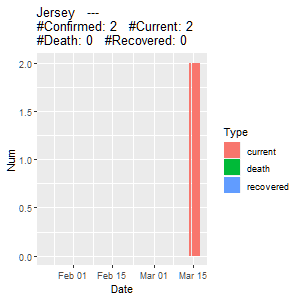 Jersey   ---
#Confirmed: 2   #Current: 2
#Death: 0   #Recovered: 0
2.0
1.5
1.0
0.5
0.0
Num
Feb 01
Feb 15
Mar 01
Mar 15
Date
Type
current
death
recovered